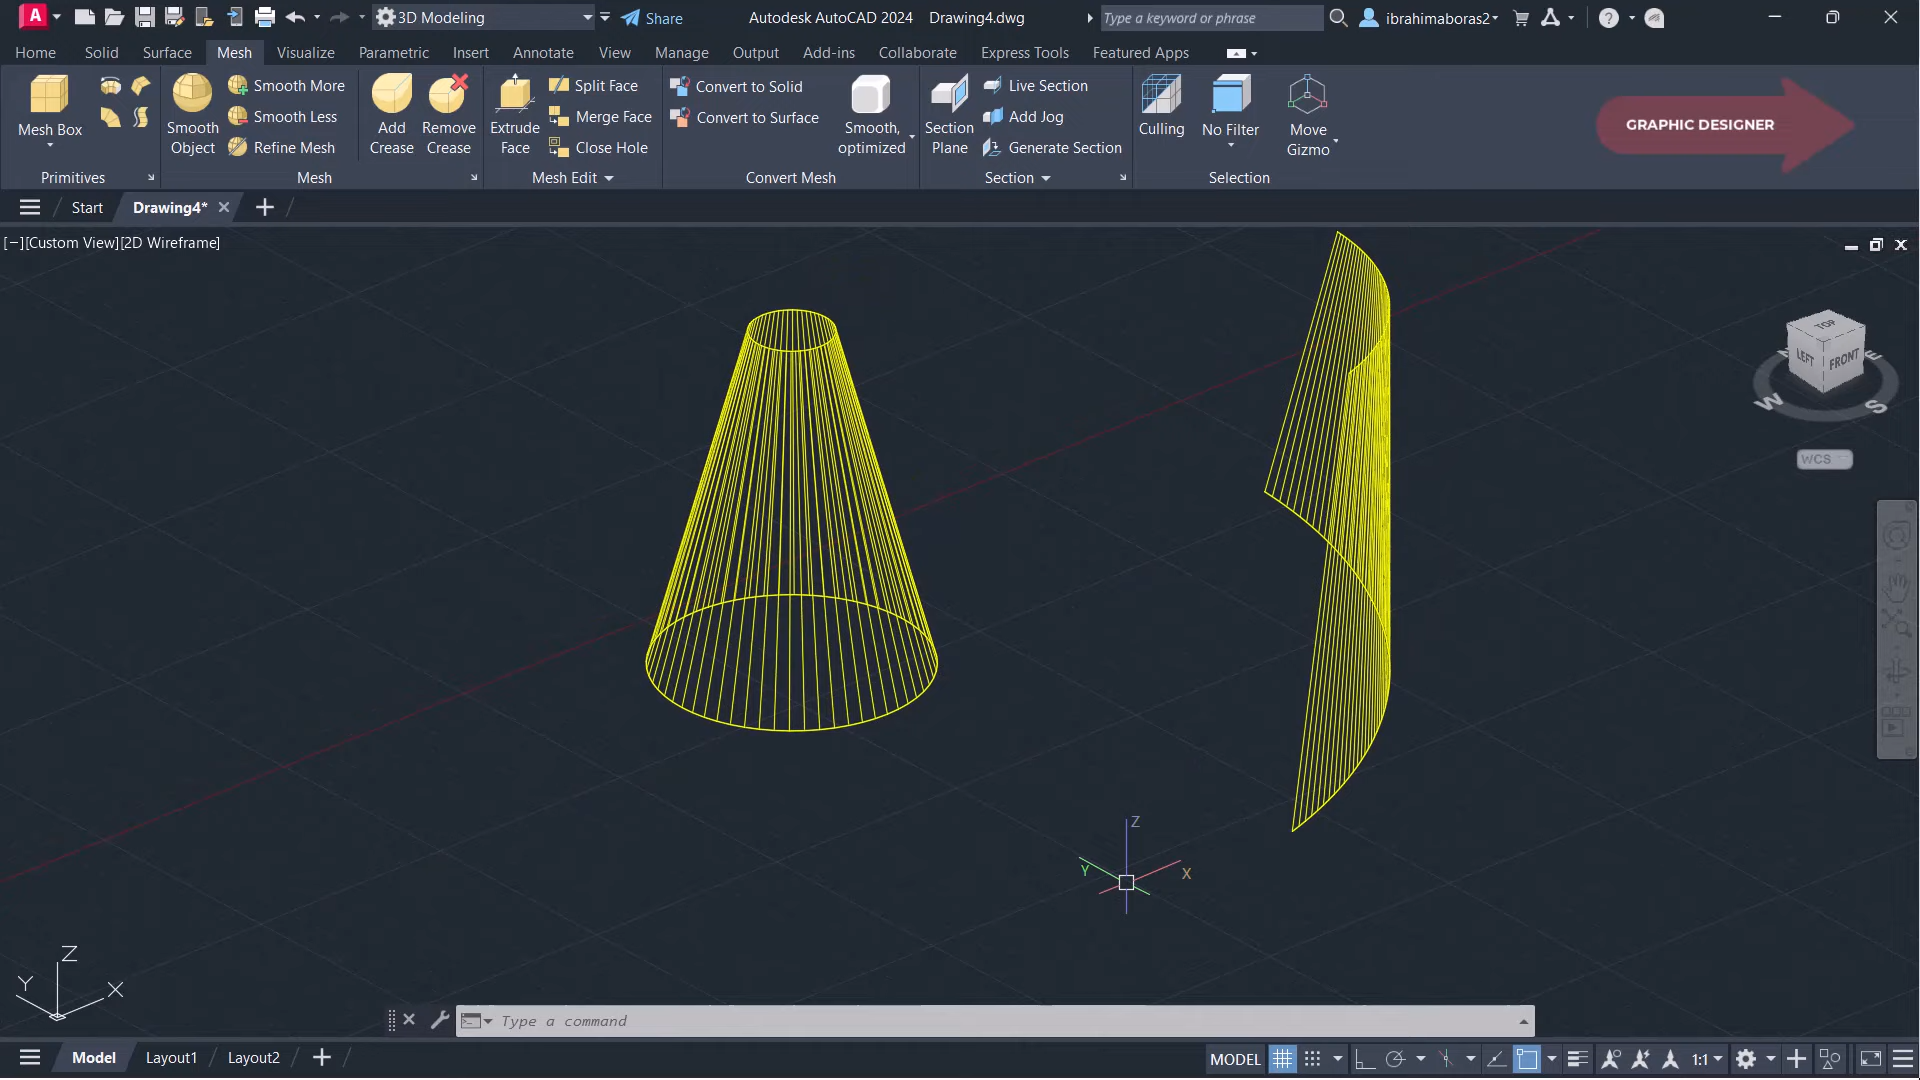 A 3D Modeling Share Autodesk AutoCAD 2024 Drawing4.dwg Type a keyword or phrase ibrahimaboras2
Home Solid Surface Mesh Visualize Parametric Insert Annotate View Manage Output Add-ins Collaborate Express Tools Featured Apps
Mesh Box
Primitives
Smooth Object
Smooth More
Smooth Less
Refine Mesh
Add Crease
Remove Crease
Mesh
Extrude Face
Split Face
Merge Face
Close Hole
Mesh Edit
Convert to Solid
Convert to Surface
Smooth, optimized
Convert Mesh
Section Plane
Live Section
Add Jog
Generate Section
Section
Culling
No Filter
Move Gizmo
Selection
GRAPHIC DESIGNER
Start Drawing4*
[−][Custom View][2D Wireframe]
TOP
LEFT FRONT
W S E
WCS
Z
Y X
Z
Y X
Type a command
Model Layout1 Layout2 MODEL 1:1